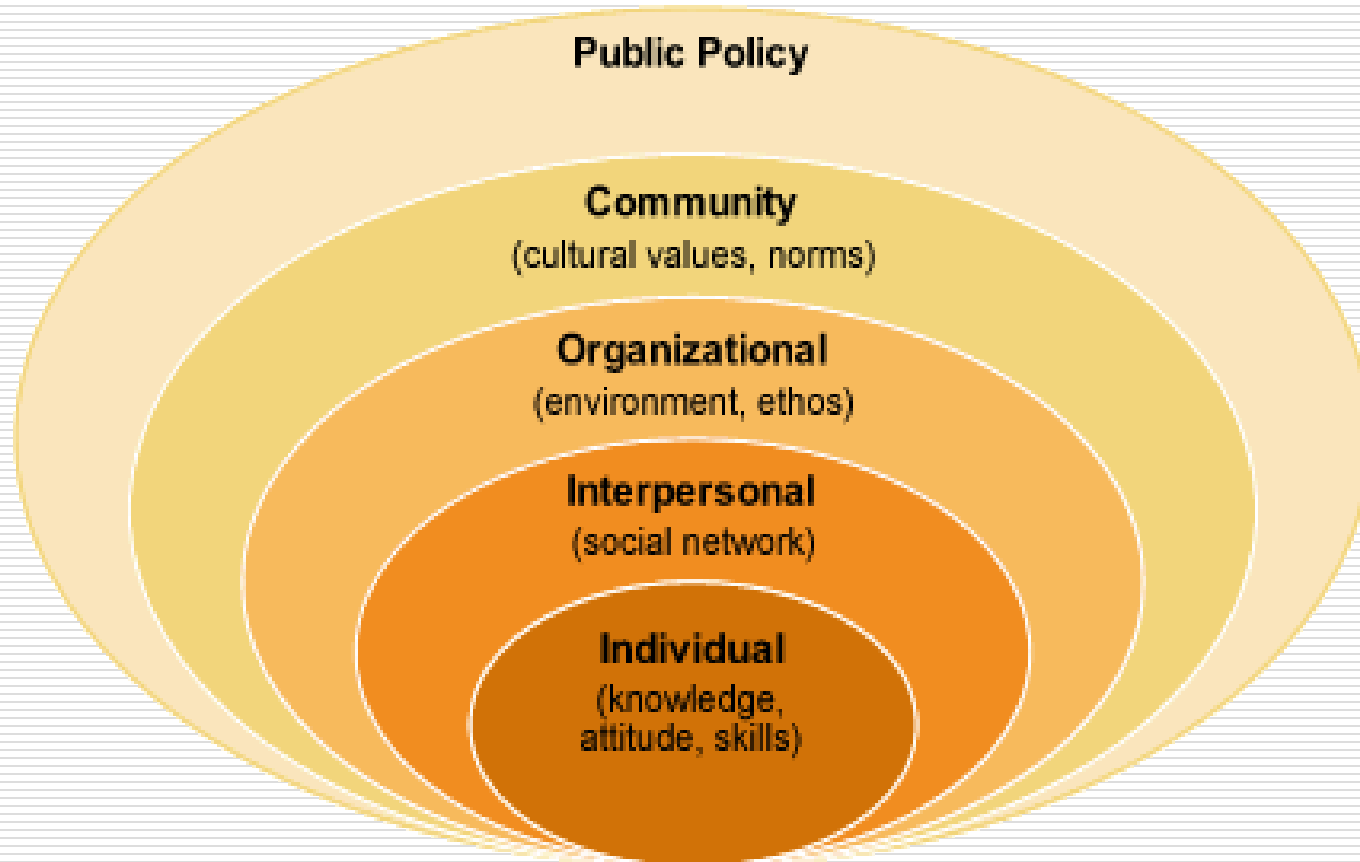 Public Policy
Community
(cultural values, norms)
Organizational
(environment, ethos)
Interpersonal
(social network)
Individual
(knowledge,
attitude, skills)